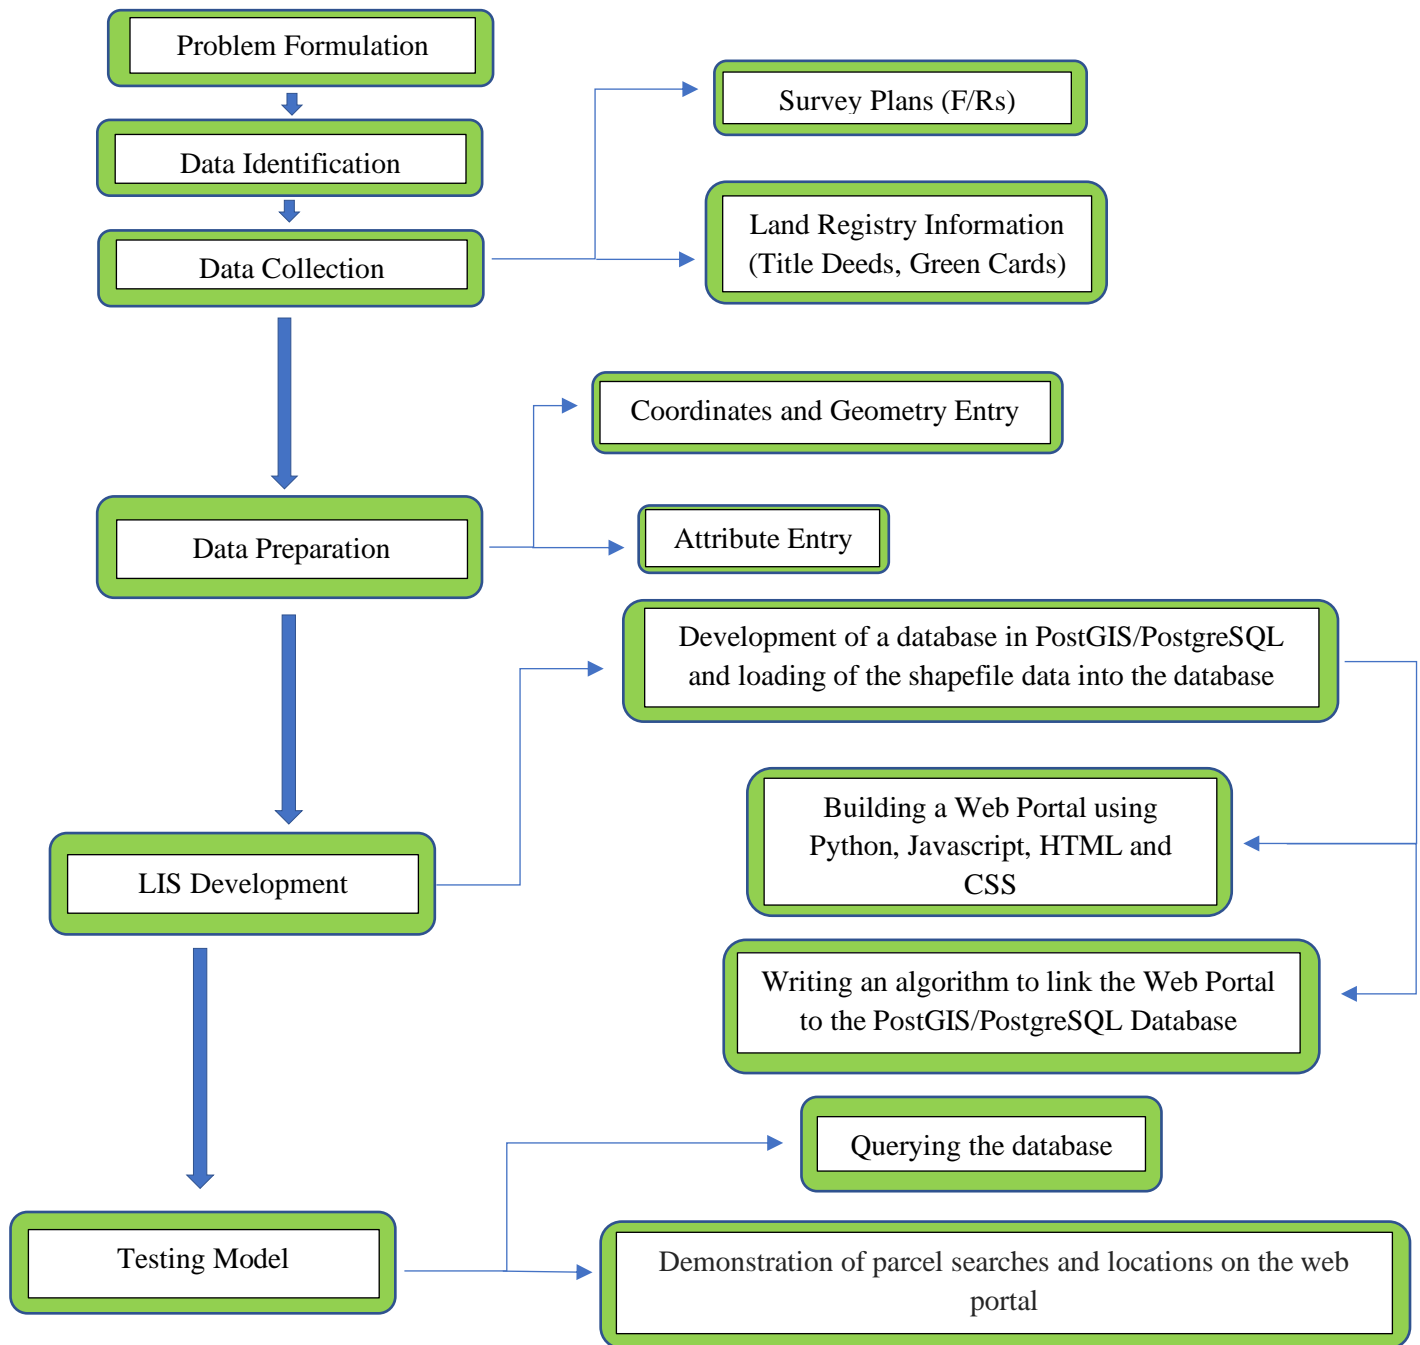 Problem Formulation
Survey Plans (F/Rs)
Data Identification
Land Registry Information
(Title Deeds, Green Cards)
Data Collection
Coordinates and Geometry Entry
Data Preparation
Attribute Entry
Development of a database in PostGIS/PostgreSQL
and loading of the shapefile data into the database
Building a Web Portal using
Python, Javascript, HTML and
CSS
LIS Development
Writing an algorithm to link the Web Portal
to the PostGIS/PostgreSQL Database
Querying the database
Testing Model
Demonstration of parcel searches and locations on the web
portal